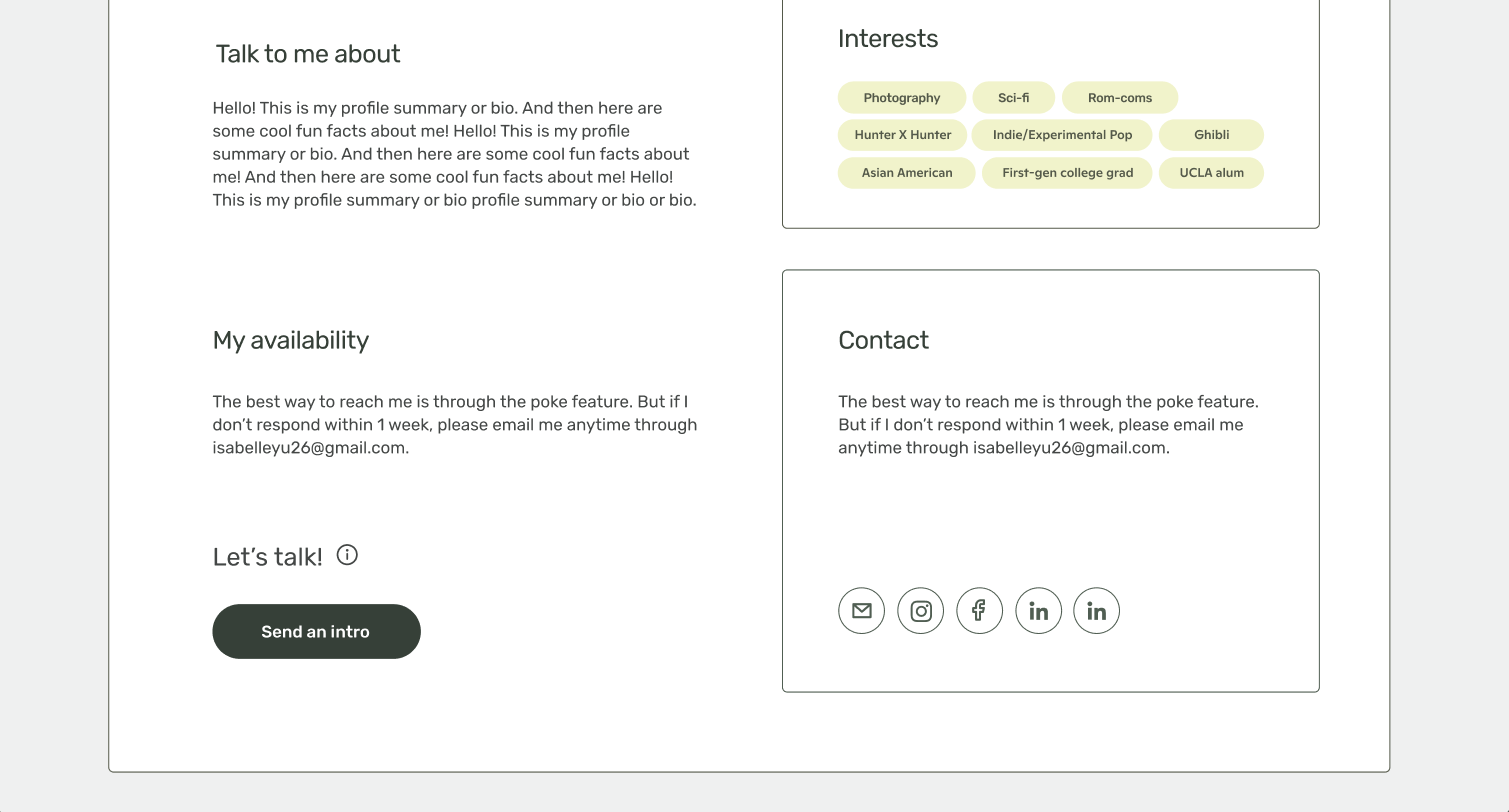 Talk to me about
Hello! This is my profile summary or bio. And then here are
some cool fun facts about me! Hello! This is my profile
summary or bio. And then here are some cool fun facts about
me! And then here are some cool fun facts about me! Hello!
This is my profile summary or bio profile summary or bio or bio.
My availability
The best way to reach me is through the poke feature. But if I
don’t respond within 1 week, please email me anytime through
isabelleyu26@gmail.com.
Let’s talk!
Send an intro
Interests
Photography Sci-fi Rom-coms
Hunter X Hunter Indie/Experimental Pop Ghibli
Asian American First-gen college grad UCLA alum
Contact
The best way to reach me is through the poke feature.
But if I don’t respond within 1 week, please email me
anytime through isabelleyu26@gmail.com.